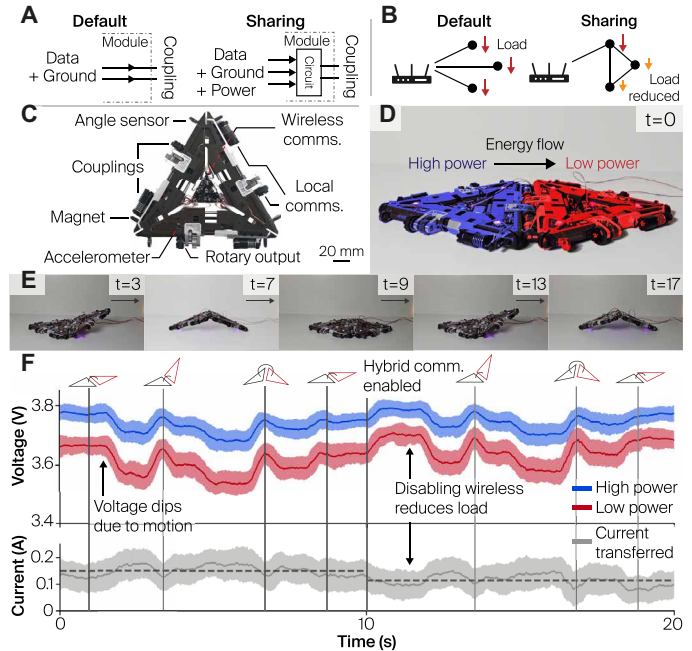 A
Default
Sharing
Data
+ Ground
Module
Coupling
Data
+ Ground
+ Power
Module
Circuit
Coupling
B
Default
Sharing
Load
Load
reduced
C
Angle sensor
Wireless
comms.
Couplings
Local
comms.
Magnet
Accelerometer
Rotary output
20 mm
D
t=0
Energy flow
High power
Low power
E
t=3
t=7
t=9
t=13
t=17
F
Hybrid comm.
enabled
Voltage (V)
3.8
3.6
3.4
Voltage dips
due to motion
Disabling wireless
reduces load
High power
Low power
Current
transferred
Current (A)
0.2
0.1
0
0
10
20
Time (s)